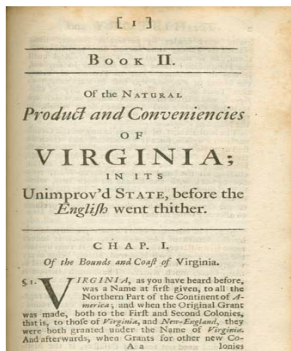 [ 1 ]
BOOK II.
Of the NATURAL
Product and Conveniencies
OF
VIRGINIA;
IN ITS
Unimprov'd STATE, before the
Engliſh went thither.
CHAP. I.
Of the Bounds and Coaſt of Virginia.
§ 1. VIRGINIA, as you have heard before,
was a Name at firſt given, to all the
Northern Part of the Continent of A-
merica; and when the Original Grant
was made, both to the Firſt and Second Colonies,
that is, to thoſe of Virginia, and New-England, they
were both granted under the Name of Virginia.
And afterwards, when Grants for other new Co-
A a lonies